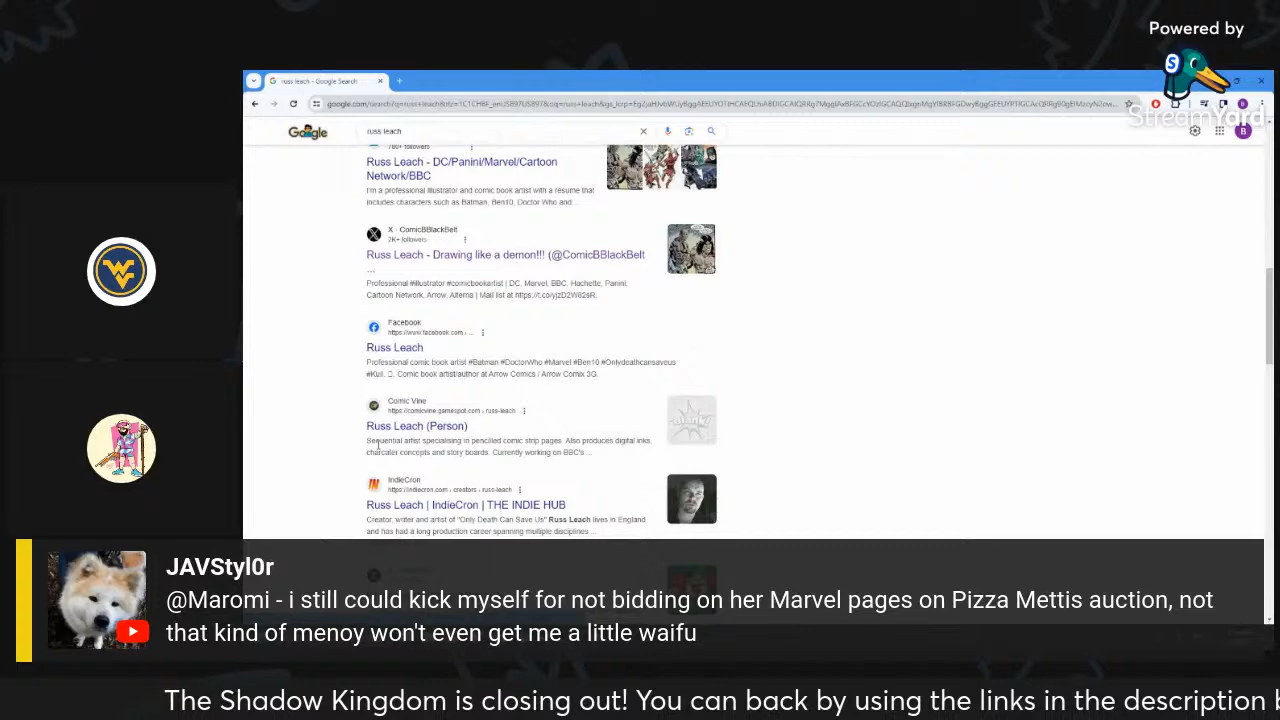 Powered by
StreamYard
russ leach - Google Search
Google
russ leach
780+ followers
Russ Leach - DC/Panini/Marvel/Cartoon
Network/BBC
I'm a professional illustrator and comic book artist with a resume that
includes characters such as Batman, Ben10, Doctor Who and ...
X · ComicBBlackBelt
2K+ followers
Russ Leach - Drawing like a demon!!! (@ComicBBlackBelt
...
Professional #illustrator #comicbookartist | DC, Marvel, BBC, Hachette, Panini,
Cartoon Network, Arrow, Alterna | Mail list at
Facebook
https://www.facebook.com › ...
Russ Leach
Professional comic book artist #Batman #DoctorWho #Marvel #Ben10 #Onlydeathcansaveus
Comic book artist/author at Arrow Comics / Arrow Comix 3G.
Comic Vine
https://comicvine.gamespot.com › russ-leach
Russ Leach (Person)
Sequential artist specialising in pencilled comic strip pages. Also produces digital inks,
concepts and story boards. Currently working on BBC's ...
IndieCron
https://indiecron.com › creators › russ-leach
Russ Leach | IndieCron | THE INDIE HUB
Creator, writer and artist of "Only Death Can Save Us" Russ Leach lives in England
and has had a long production career spanning multiple disciplines ...
JAVStyl0r
@Maromi - i still could kick myself for not bidding on her Marvel pages on Pizza Mettis auction, not
that kind of menoy won't even get me a little waifu
The Shadow Kingdom is closing out! You can back by using the links in the description b